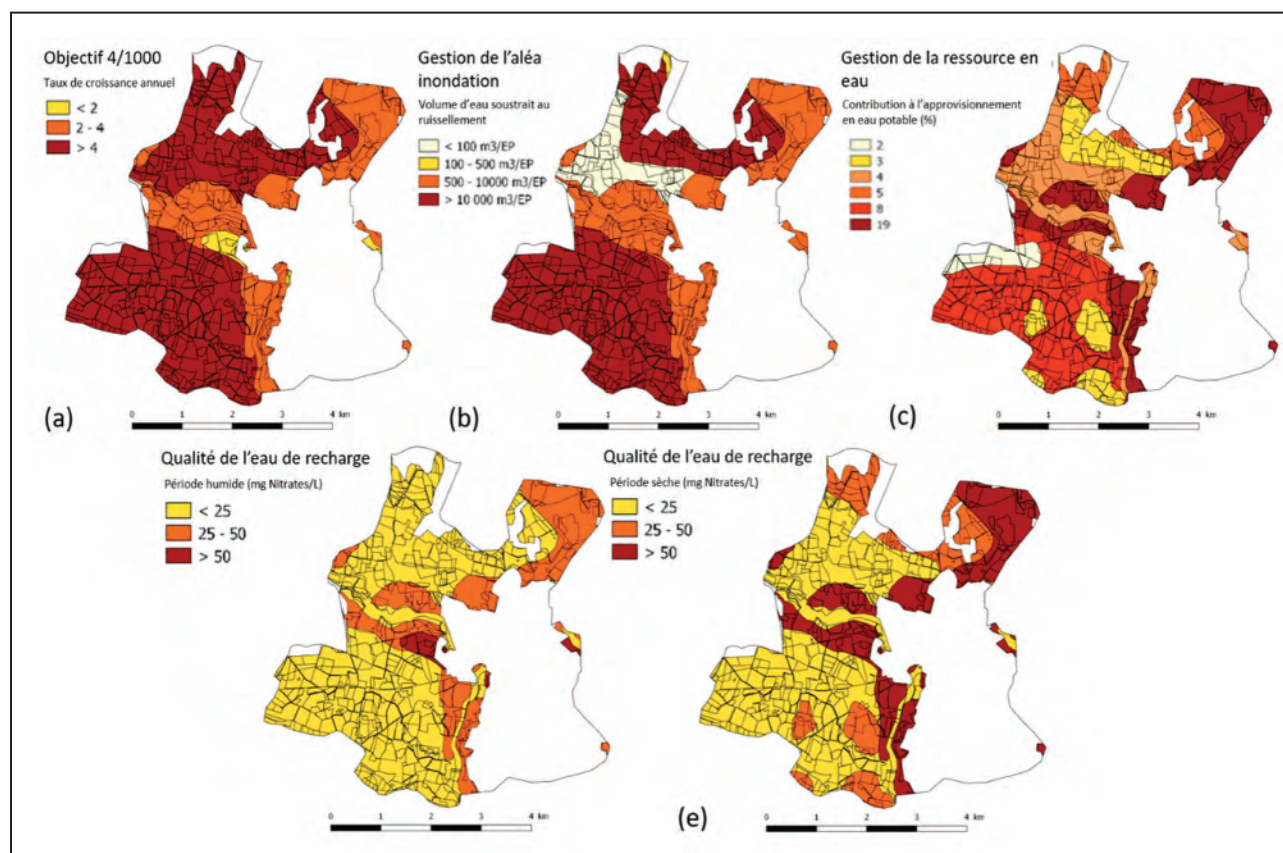 Objectif 4/1000
Taux de croissance annuel
< 2
2 - 4
> 4
(a)
0 1 2 3 4 km
Gestion de l'aléa
inondation
Volume d'eau soustrait au
ruissellement
< 100 m3/EP
100 - 500 m3/EP
500 - 10000 m3/EP
> 10 000 m3/EP
(b)
0 1 2 3 4 km
Gestion de la ressource en
eau
Contribution à l'approvisionnement
en eau potable (%)
2
3
4
5
8
19
(c)
0 1 2 3 4 km
Qualité de l'eau de recharge
Période humide (mg Nitrates/L)
< 25
25 - 50
> 50
0 1 2 3 4 km
Qualité de l'eau de recharge
Période sèche (mg Nitrates/L)
< 25
25 - 50
> 50
(e)
0 1 2 3 4 km